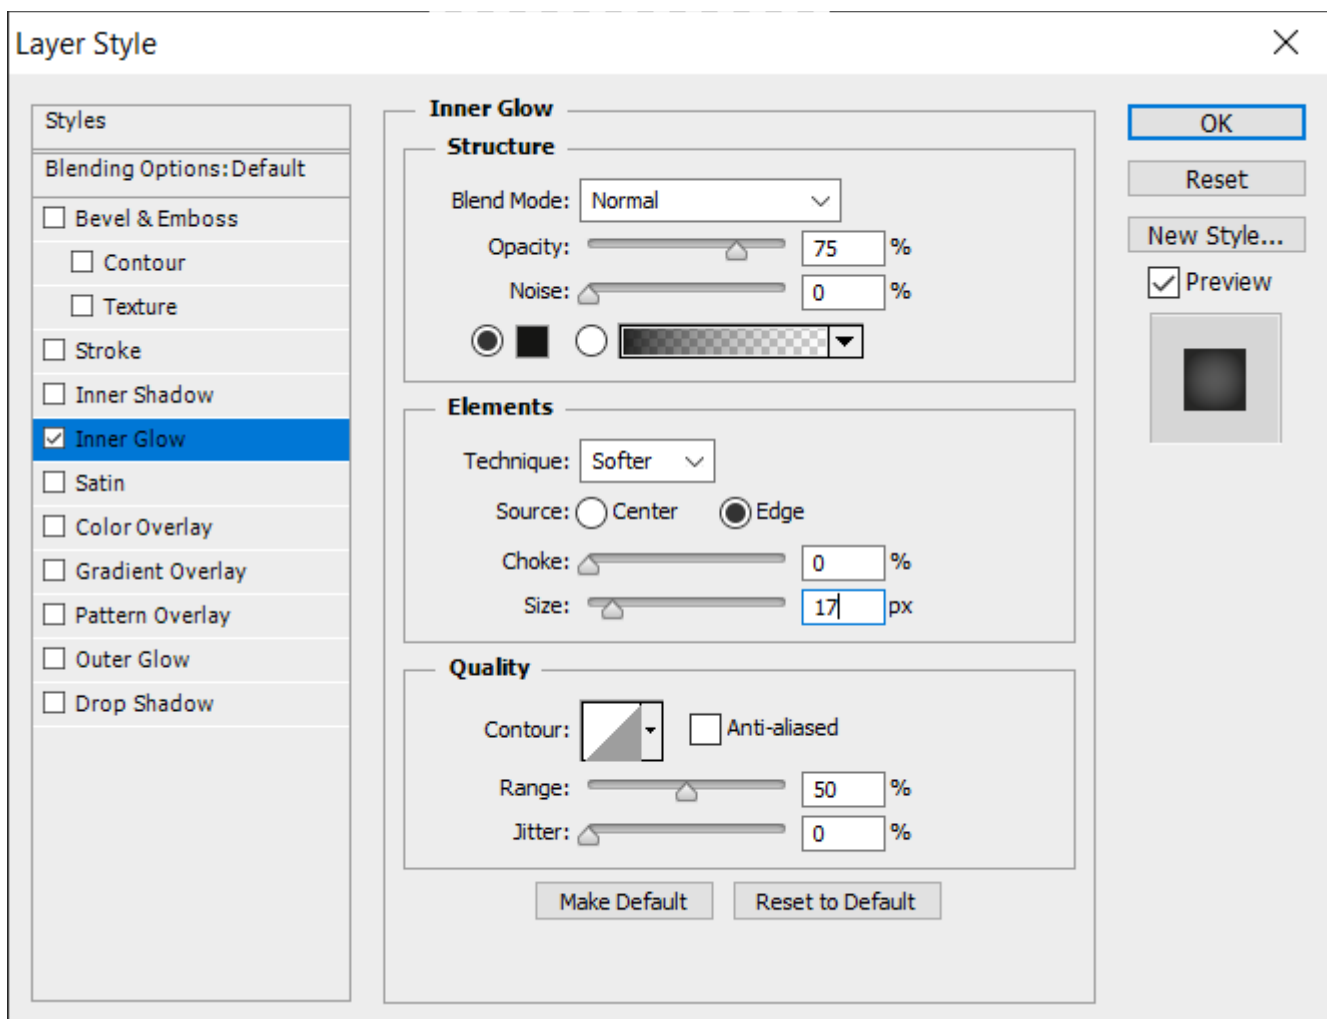 Layer Style
Styles
Blending Options:Default
Bevel & Emboss
Contour
Texture
Stroke
Inner Shadow
Inner Glow
Satin
Color Overlay
Gradient Overlay
Pattern Overlay
Outer Glow
Drop Shadow
Inner Glow
Structure
Blend Mode: Normal
Opacity: 75 %
Noise: 0 %
Elements
Technique: Softer
Source: Center Edge
Choke: 0 %
Size: 17 px
Quality
Contour: Anti-aliased
Range: 50 %
Jitter: 0 %
Make Default Reset to Default
OK
Reset
New Style...
Preview